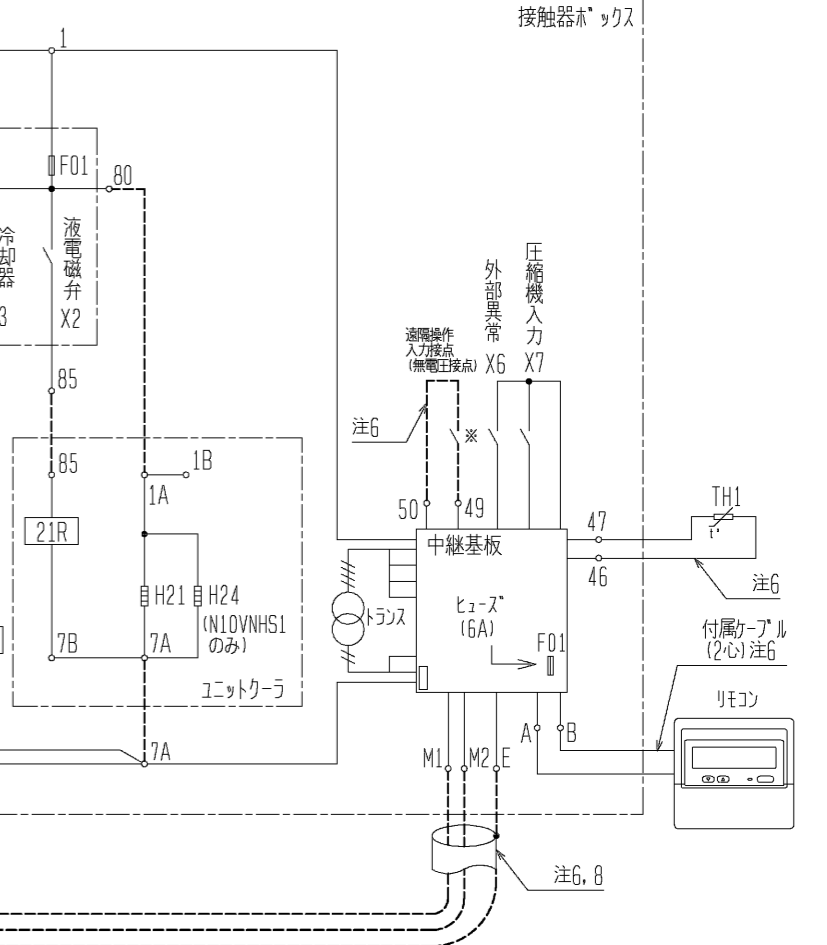 接触器ボックス
1
F01
80
冷却器
3
液電磁弁
X2
85
外部異常
X6
圧縮機入力
X7
遠隔操作
入力接点
(無電圧接点)
注6
※
50
49
85
1B
1A
21R
H21
H24
(N10VNHS1
のみ)
7B
7A
ユニットクーラ
7A
中継基板
トランス
ヒューズ
(6A)
F01
47
46
TH1
t°
注6
付属ケーブル
(2心)注6
リモコン
A
B
M1
M2
E
注6,8